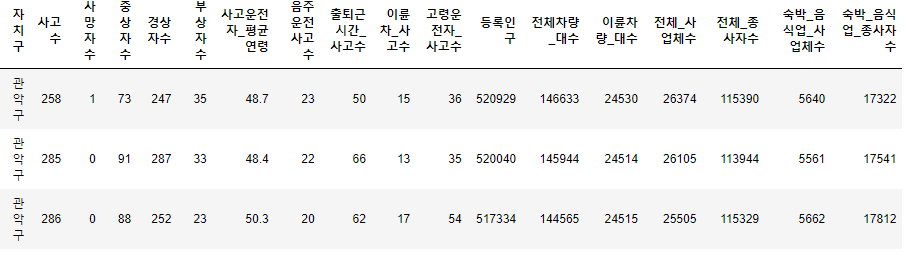 자치구 사고수 사망자수 중상자수 경상자수 부상자수 사고운전자_평균연령 음주운전사고수 출퇴근시간_사고수 이륜차_사고수 고령운전자_사고수 등록인구 전체차량_대수 이륜차량_대수 전체_사업체수 전체_종사자수 숙박_음식업_사업체수 숙박_음식업_종사자수
관악구 258 1 73 247 35 48.7 23 50 15 36 520929 146633 24530 26374 115390 5640 17322
관악구 285 0 91 287 33 48.4 22 66 13 35 520040 145944 24514 26105 113944 5561 17541
관악구 286 0 88 252 23 50.3 20 62 17 54 517334 144565 24515 25505 115329 5662 17812